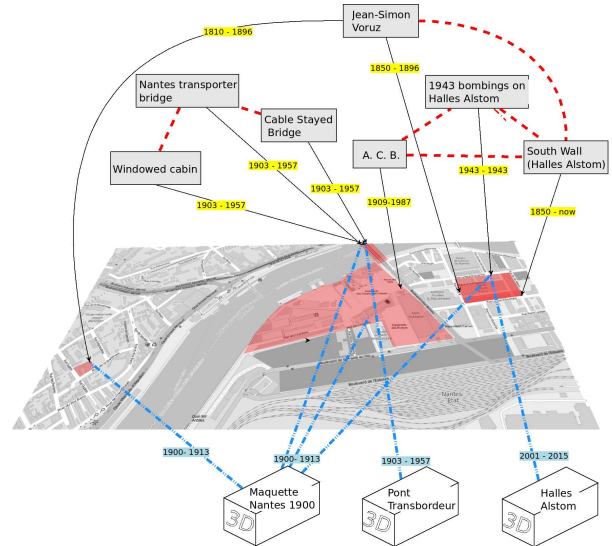 Jean-Simon
Voruz
1810 - 1896
1850 - 1896
Nantes transporter
bridge
1943 bombings on
Halles Alstom
Cable Stayed
Bridge
Windowed cabin
A. C. B.
South Wall
(Halles Alstom)
1903 - 1957
1943 - 1943
1903 - 1957
1903 - 1957
1909-1987
1850 - now
Nantes
État
1900-1913
1900- 1913
1903 - 1957
2001 - 2015
Maquette
Nantes 1900
3D
Pont
Transbordeur
3D
Halles
Alstom
3D